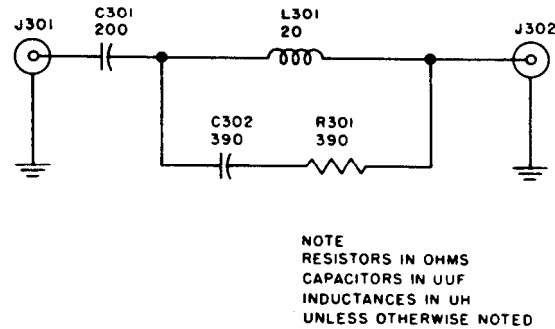 J301
C301
200
L301
20
J302
C302
390
R301
390
NOTE
RESISTORS IN OHMS
CAPACITORS IN UUF
INDUCTANCES IN UH
UNLESS OTHERWISE NOTED